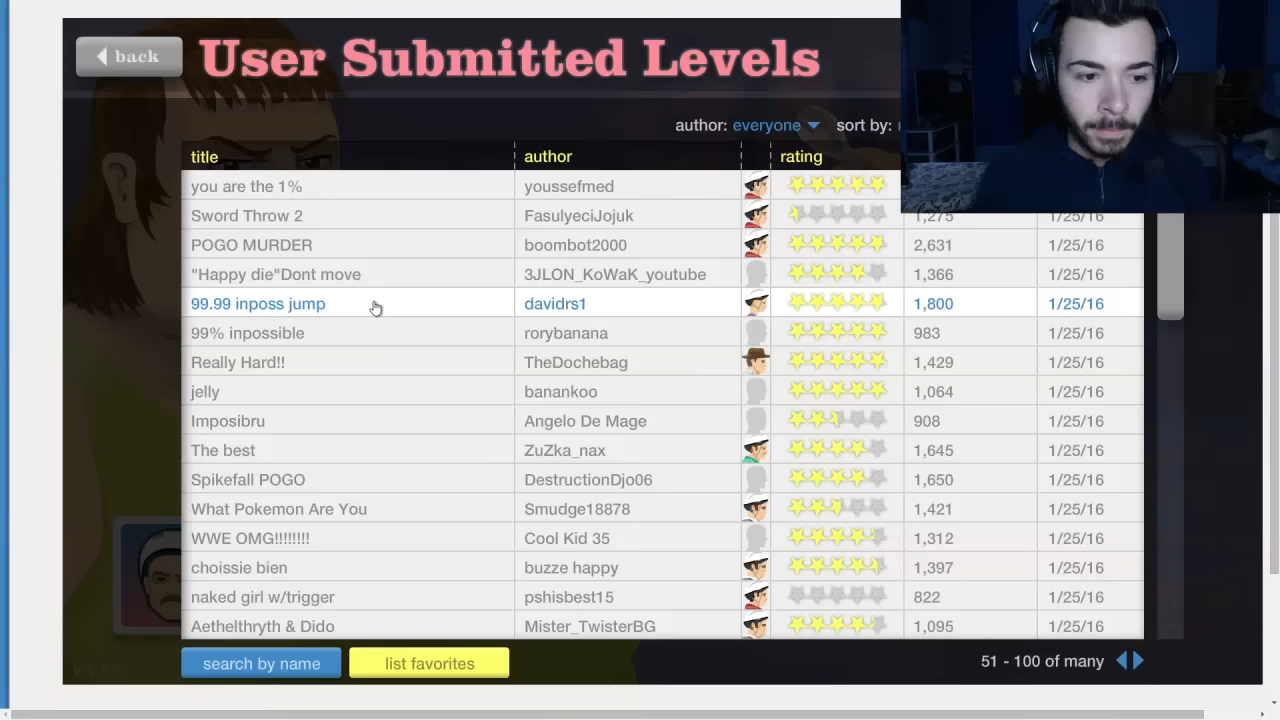 back
User Submitted Levels
author: everyone sort by:
title author rating
you are the 1% youssefmed
Sword Throw 2 FasulyeciJojuk 1,275 1/25/16
POGO MURDER boombot2000 2,631 1/25/16
"Happy die"Dont move 3JLON_KoWaK_youtube 1,366 1/25/16
99.99 inposs jump davidrs1 1,800 1/25/16
99% inpossible rorybanana 983 1/25/16
Really Hard!! TheDochebag 1,429 1/25/16
jelly banankoo 1,064 1/25/16
Imposibru Angelo De Mage 908 1/25/16
The best ZuZka_nax 1,645 1/25/16
Spikefall POGO DestructionDjo06 1,650 1/25/16
What Pokemon Are You Smudge18878 1,421 1/25/16
WWE OMG!!!!!!!! Cool Kid 35 1,312 1/25/16
choissie bien buzze happy 1,397 1/25/16
naked girl w/trigger pshisbest15 822 1/25/16
Aethelthryth & Dido Mister_TwisterBG 1,095 1/25/16
search by name list favorites 51 - 100 of many